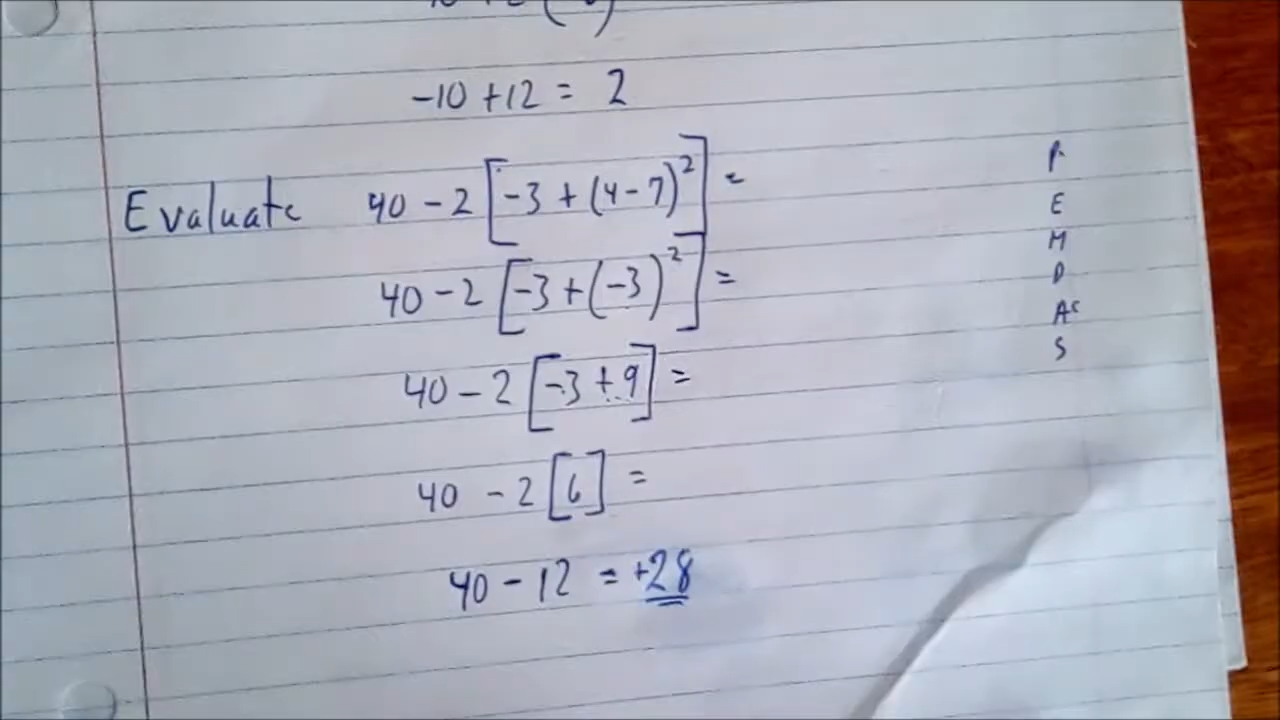 -10 +12 = 2
Evaluate 40 - 2 [-3 + (4-7)²] =
40 - 2 [-3 + (-3)²] =
40 - 2 [-3 + 9] =
40 - 2 [6] =
40 - 12 = +28
P
E
M
D
A
S